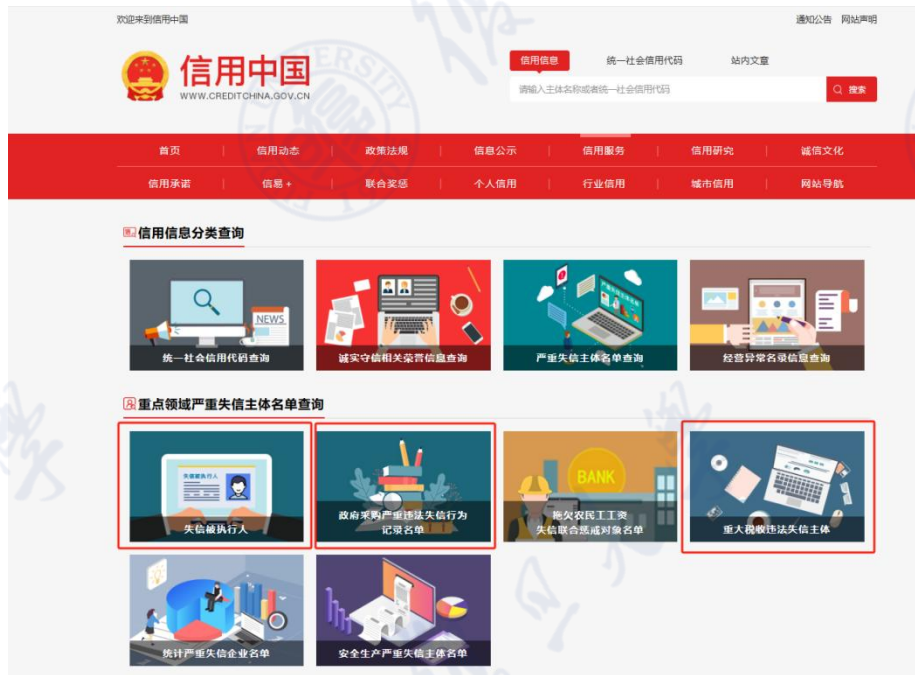 欢迎来到信用中国
通知公告 网站声明
信用中国
WWW.CREDITCHINA.GOV.CN
信用信息 统一社会信用代码 站内文章
请输入主体名称或者统一社会信用代码 搜索
首页 信用动态 政策法规 信息公示 信用服务 信用研究 诚信文化
信用承诺 信易+ 联合奖惩 个人信用 行业信用 城市信用 网站导航
信用信息分类查询
NEWS
统一社会信用代码查询
诚实守信相关荣誉信息查询
严重失信主体名单查询
经营异常名录信息查询
重点领域严重失信主体名单查询
失信被执行人
失信被执行人
政府采购严重违法失信行为
记录名单
BANK
拖欠农民工工资
失信联合惩戒对象名单
重大税收违法失信主体
统计严重失信企业名单
安全生产严重失信主体名单